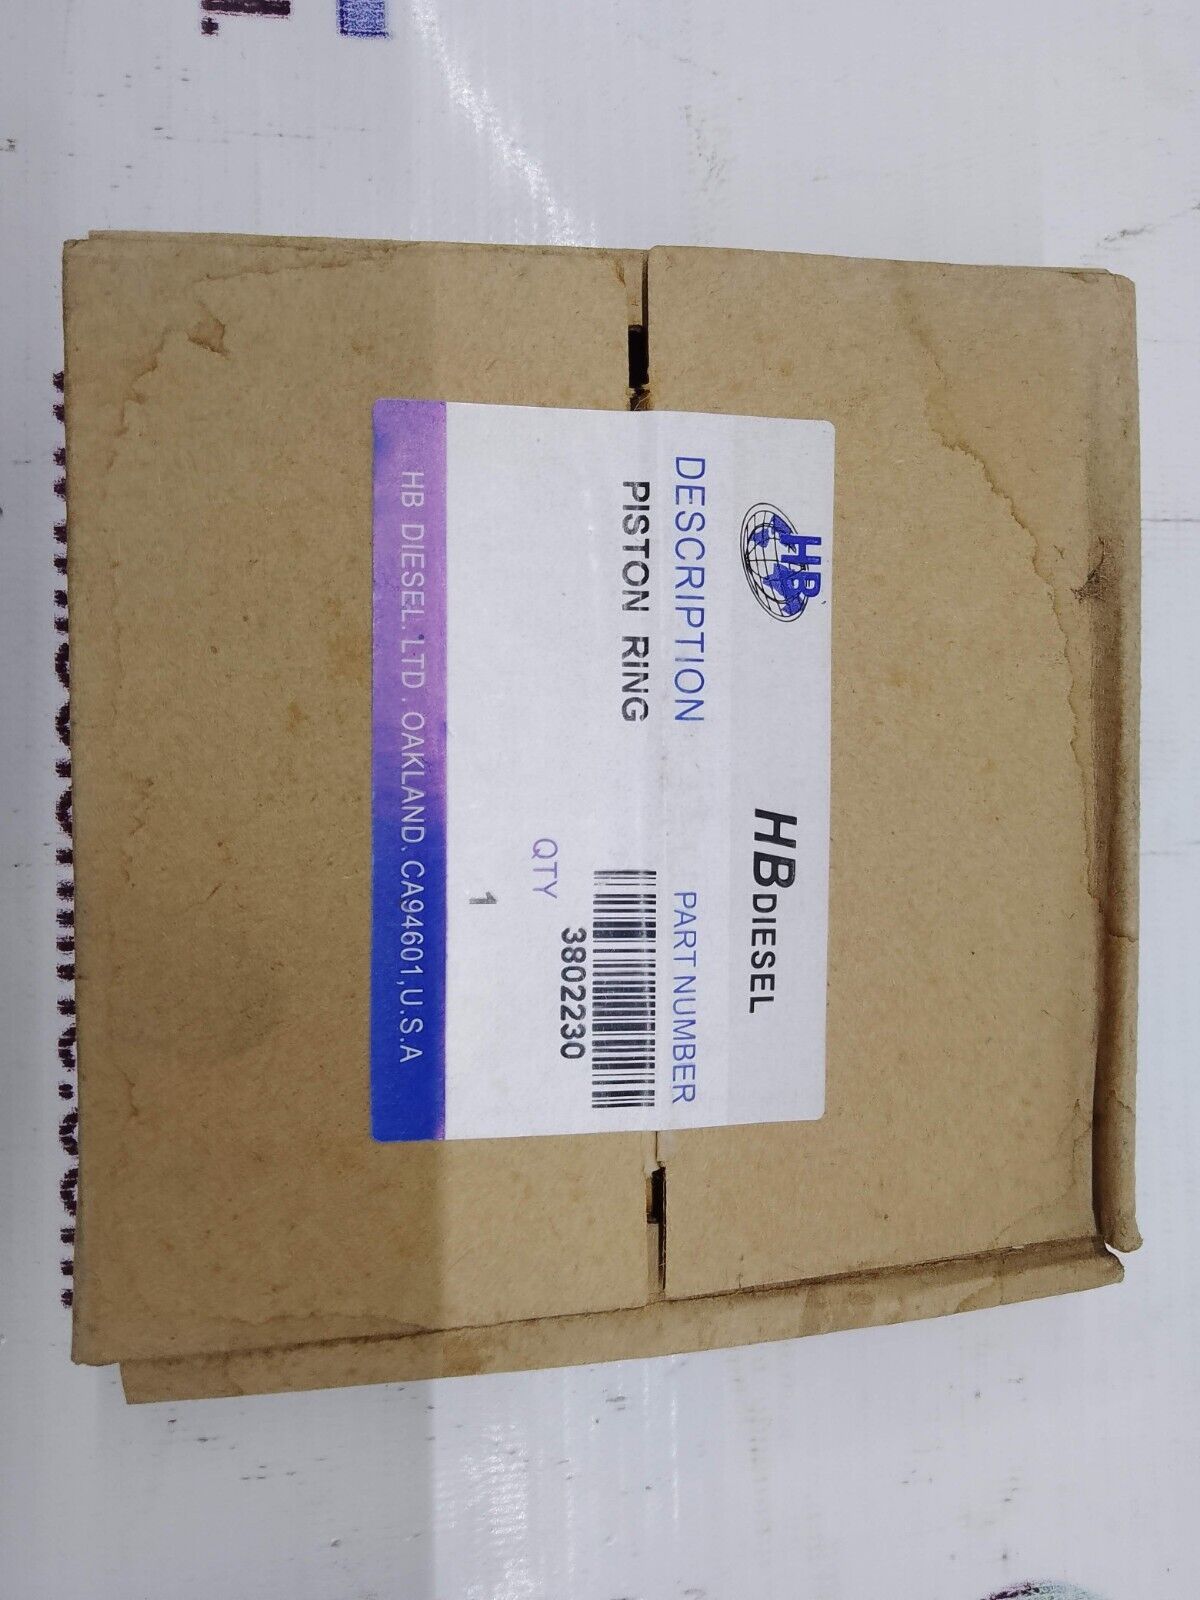 HB
HBDIESEL
DESCRIPTION
PART NUMBER
PISTON RING
3802230
QTY
1
HB DIESEL. LTD . OAKLAND. CA94601,U.S.A